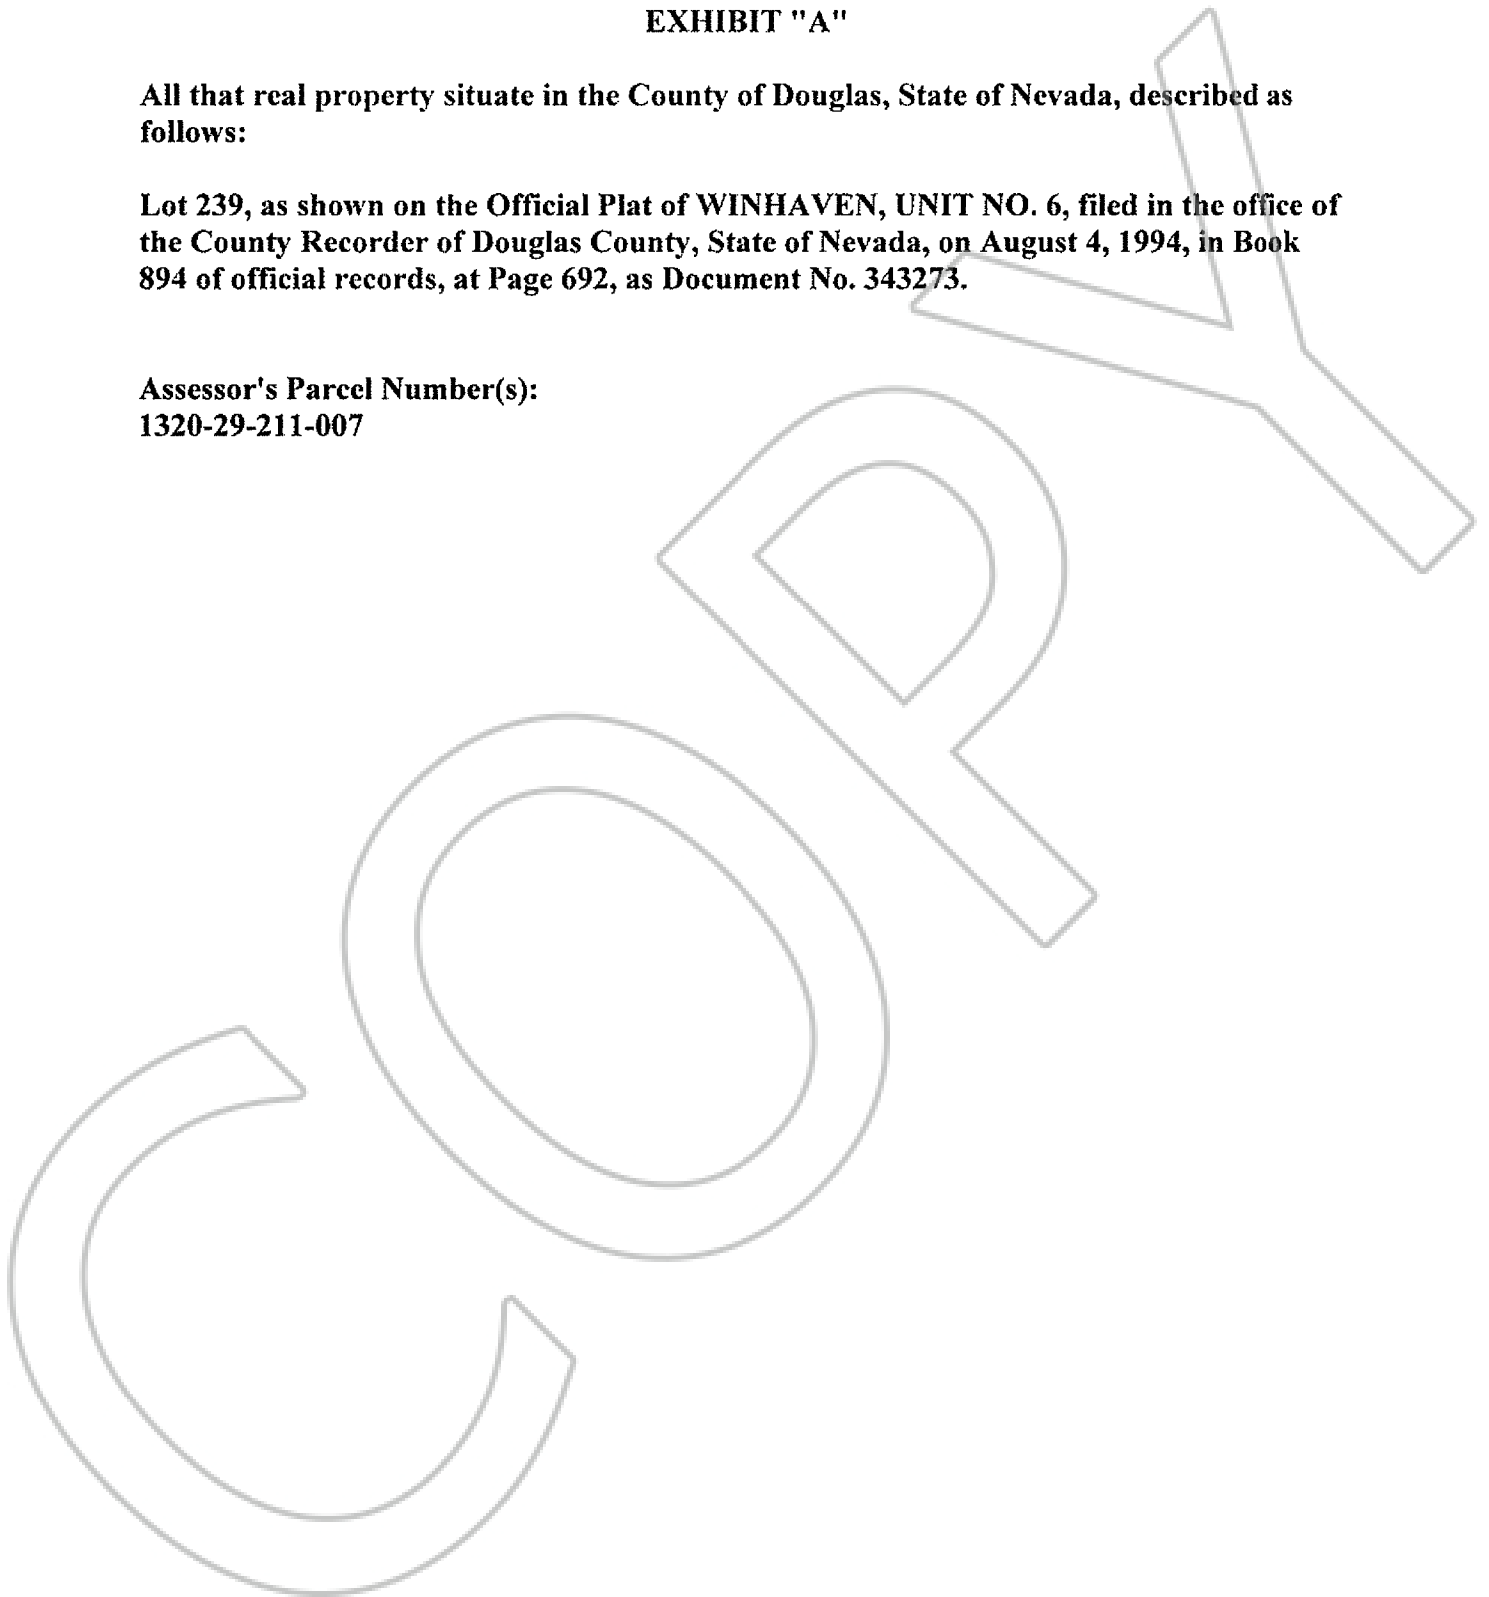 EXHIBIT "A"
All that real property situate in the County of Douglas, State of Nevada, described as
follows:
Lot 239, as shown on the Official Plat of WINHAVEN, UNIT NO. 6, filed in the office of
the County Recorder of Douglas County, State of Nevada, on August 4, 1994, in Book
894 of official records, at Page 692, as Document No. 343273.
Assessor's Parcel Number(s):
1320-29-211-007
COPY